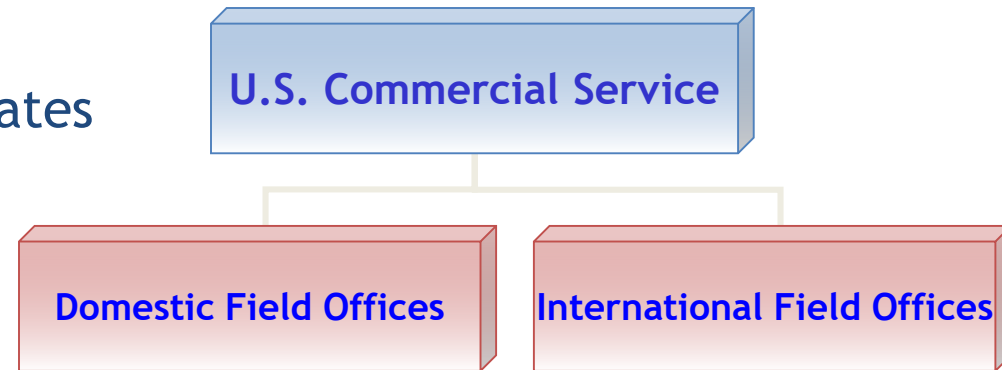 U.S. Commercial Service
ates
Domestic Field Offices
International Field Offices